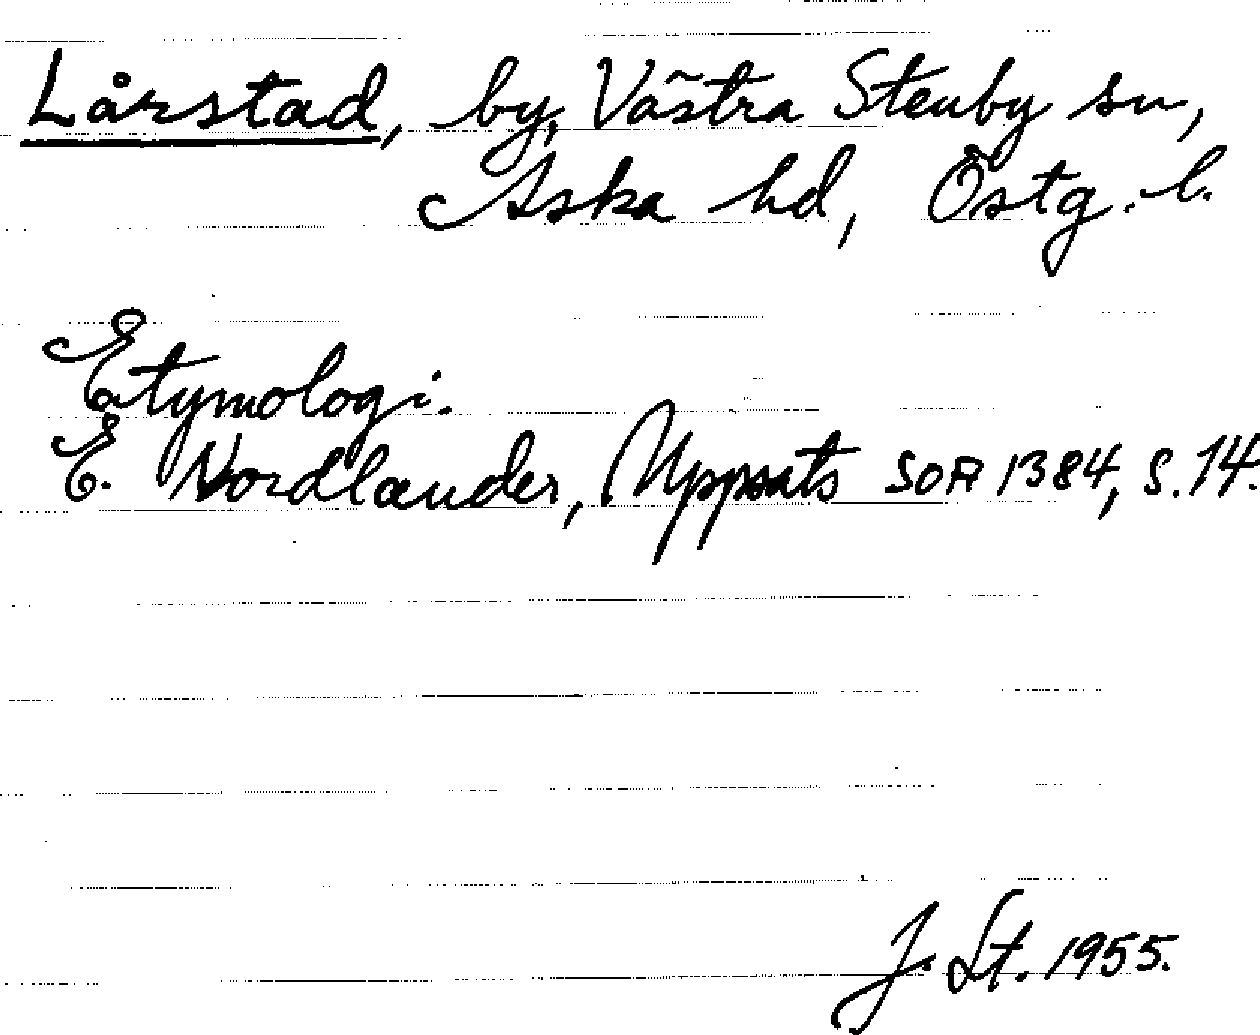 Lårstad, by, Västra Stenby sn,
Aska hd, Östg. l.
Etymologi.
E. Nordlander, Uppsats SOA 1384, s. 14.
J. St. 1955.